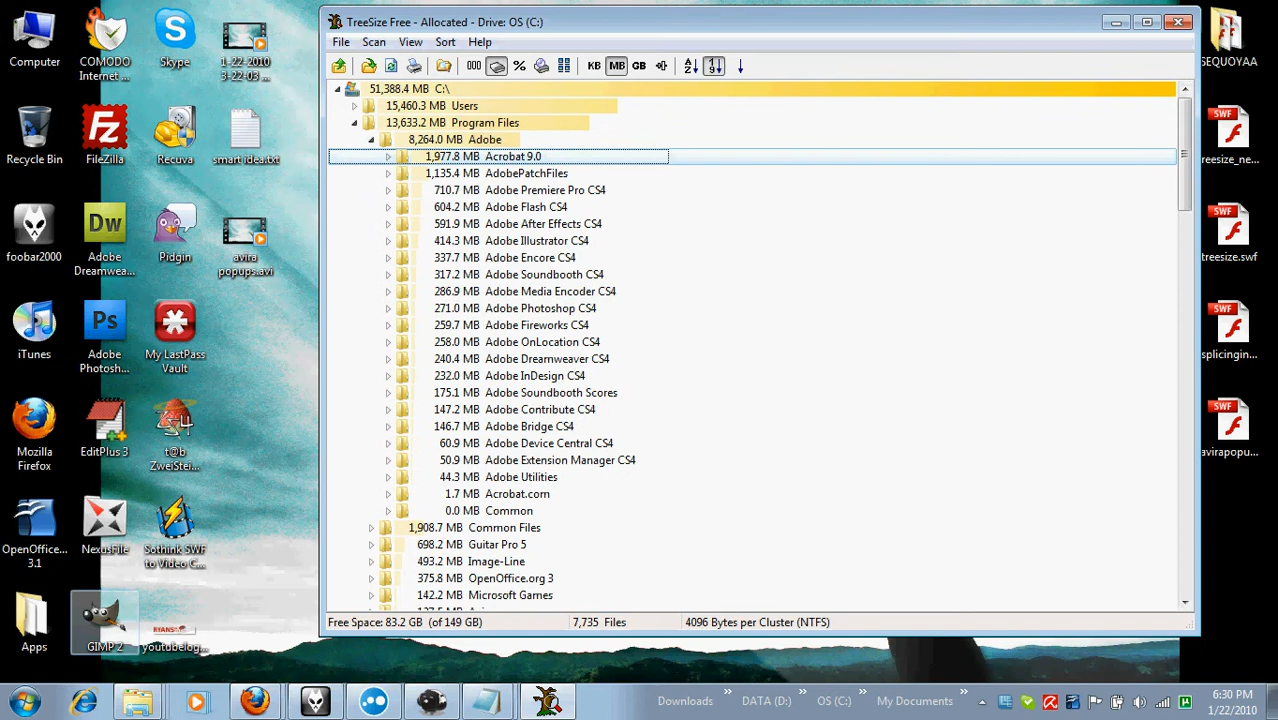 TreeSize Free - Allocated - Drive: OS (C:)
File Scan View Sort Help
000 % KB MB GB
51,388.4 MB C:\
15,460.3 MB Users
13,633.2 MB Program Files
8,264.0 MB Adobe
1,977.8 MB Acrobat 9.0
1,135.4 MB AdobePatchFiles
710.7 MB Adobe Premiere Pro CS4
604.2 MB Adobe Flash CS4
591.9 MB Adobe After Effects CS4
414.3 MB Adobe Illustrator CS4
337.7 MB Adobe Encore CS4
317.2 MB Adobe Soundbooth CS4
286.9 MB Adobe Media Encoder CS4
271.0 MB Adobe Photoshop CS4
259.7 MB Adobe Fireworks CS4
258.0 MB Adobe OnLocation CS4
240.4 MB Adobe Dreamweaver CS4
232.0 MB Adobe InDesign CS4
175.1 MB Adobe Soundbooth Scores
147.2 MB Adobe Contribute CS4
146.7 MB Adobe Bridge CS4
60.9 MB Adobe Device Central CS4
50.9 MB Adobe Extension Manager CS4
44.3 MB Adobe Utilities
1.7 MB Acrobat.com
0.0 MB Common
1,908.7 MB Common Files
698.2 MB Guitar Pro 5
493.2 MB Image-Line
375.8 MB OpenOffice.org 3
142.2 MB Microsoft Games
Free Space: 83.2 GB (of 149 GB) 7,735 Files 4096 Bytes per Cluster (NTFS)
Computer
COMODO
Internet ...
Skype
1-22-2010
3-22-03 ...
Recycle Bin
FileZilla
Recuva
smart idea.txt
foobar2000
Dw
Adobe
Dreamwea...
Pidgin
avira
popups.avi
iTunes
Ps
Adobe
Photosh...
My LastPass
Vault
Mozilla
Firefox
EditPlus 3
t@b
ZweiStei...
OpenOffice....
3.1
NexusFile
Sothink SWF
to Video C...
Apps
GIMP 2
youtubelog...
SEQUOYAA
SWF
treesize_ne...
SWF
treesize.swf
SWF
splicingin...
SWF
avirapopu...
Downloads » DATA (D:) » OS (C:) » My Documents »
6:30 PM
1/22/2010